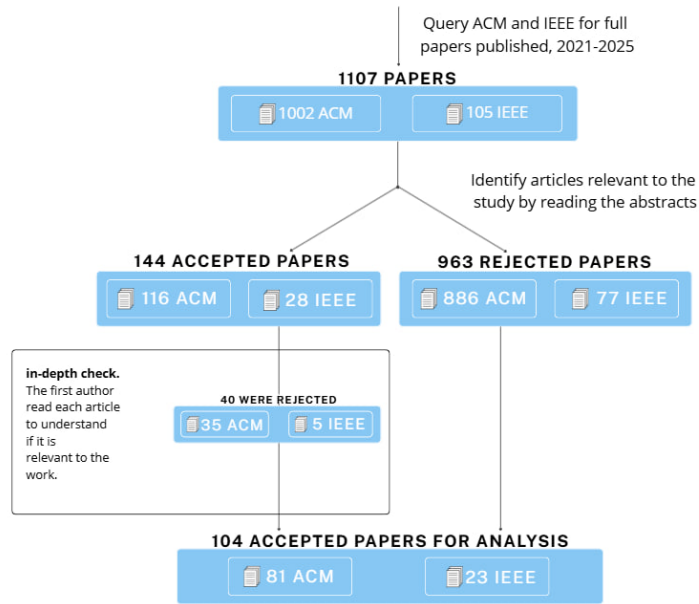 Query ACM and IEEE for full
papers published, 2021-2025
1107 PAPERS
1002 ACM
105 IEEE
Identify articles relevant to the
study by reading the abstracts
144 ACCEPTED PAPERS
116 ACM
28 IEEE
963 REJECTED PAPERS
886 ACM
77 IEEE
in-depth check.
The first author
read each article
to understand
if it is
relevant to the
work.
40 WERE REJECTED
35 ACM
5 IEEE
104 ACCEPTED PAPERS FOR ANALYSIS
81 ACM
23 IEEE